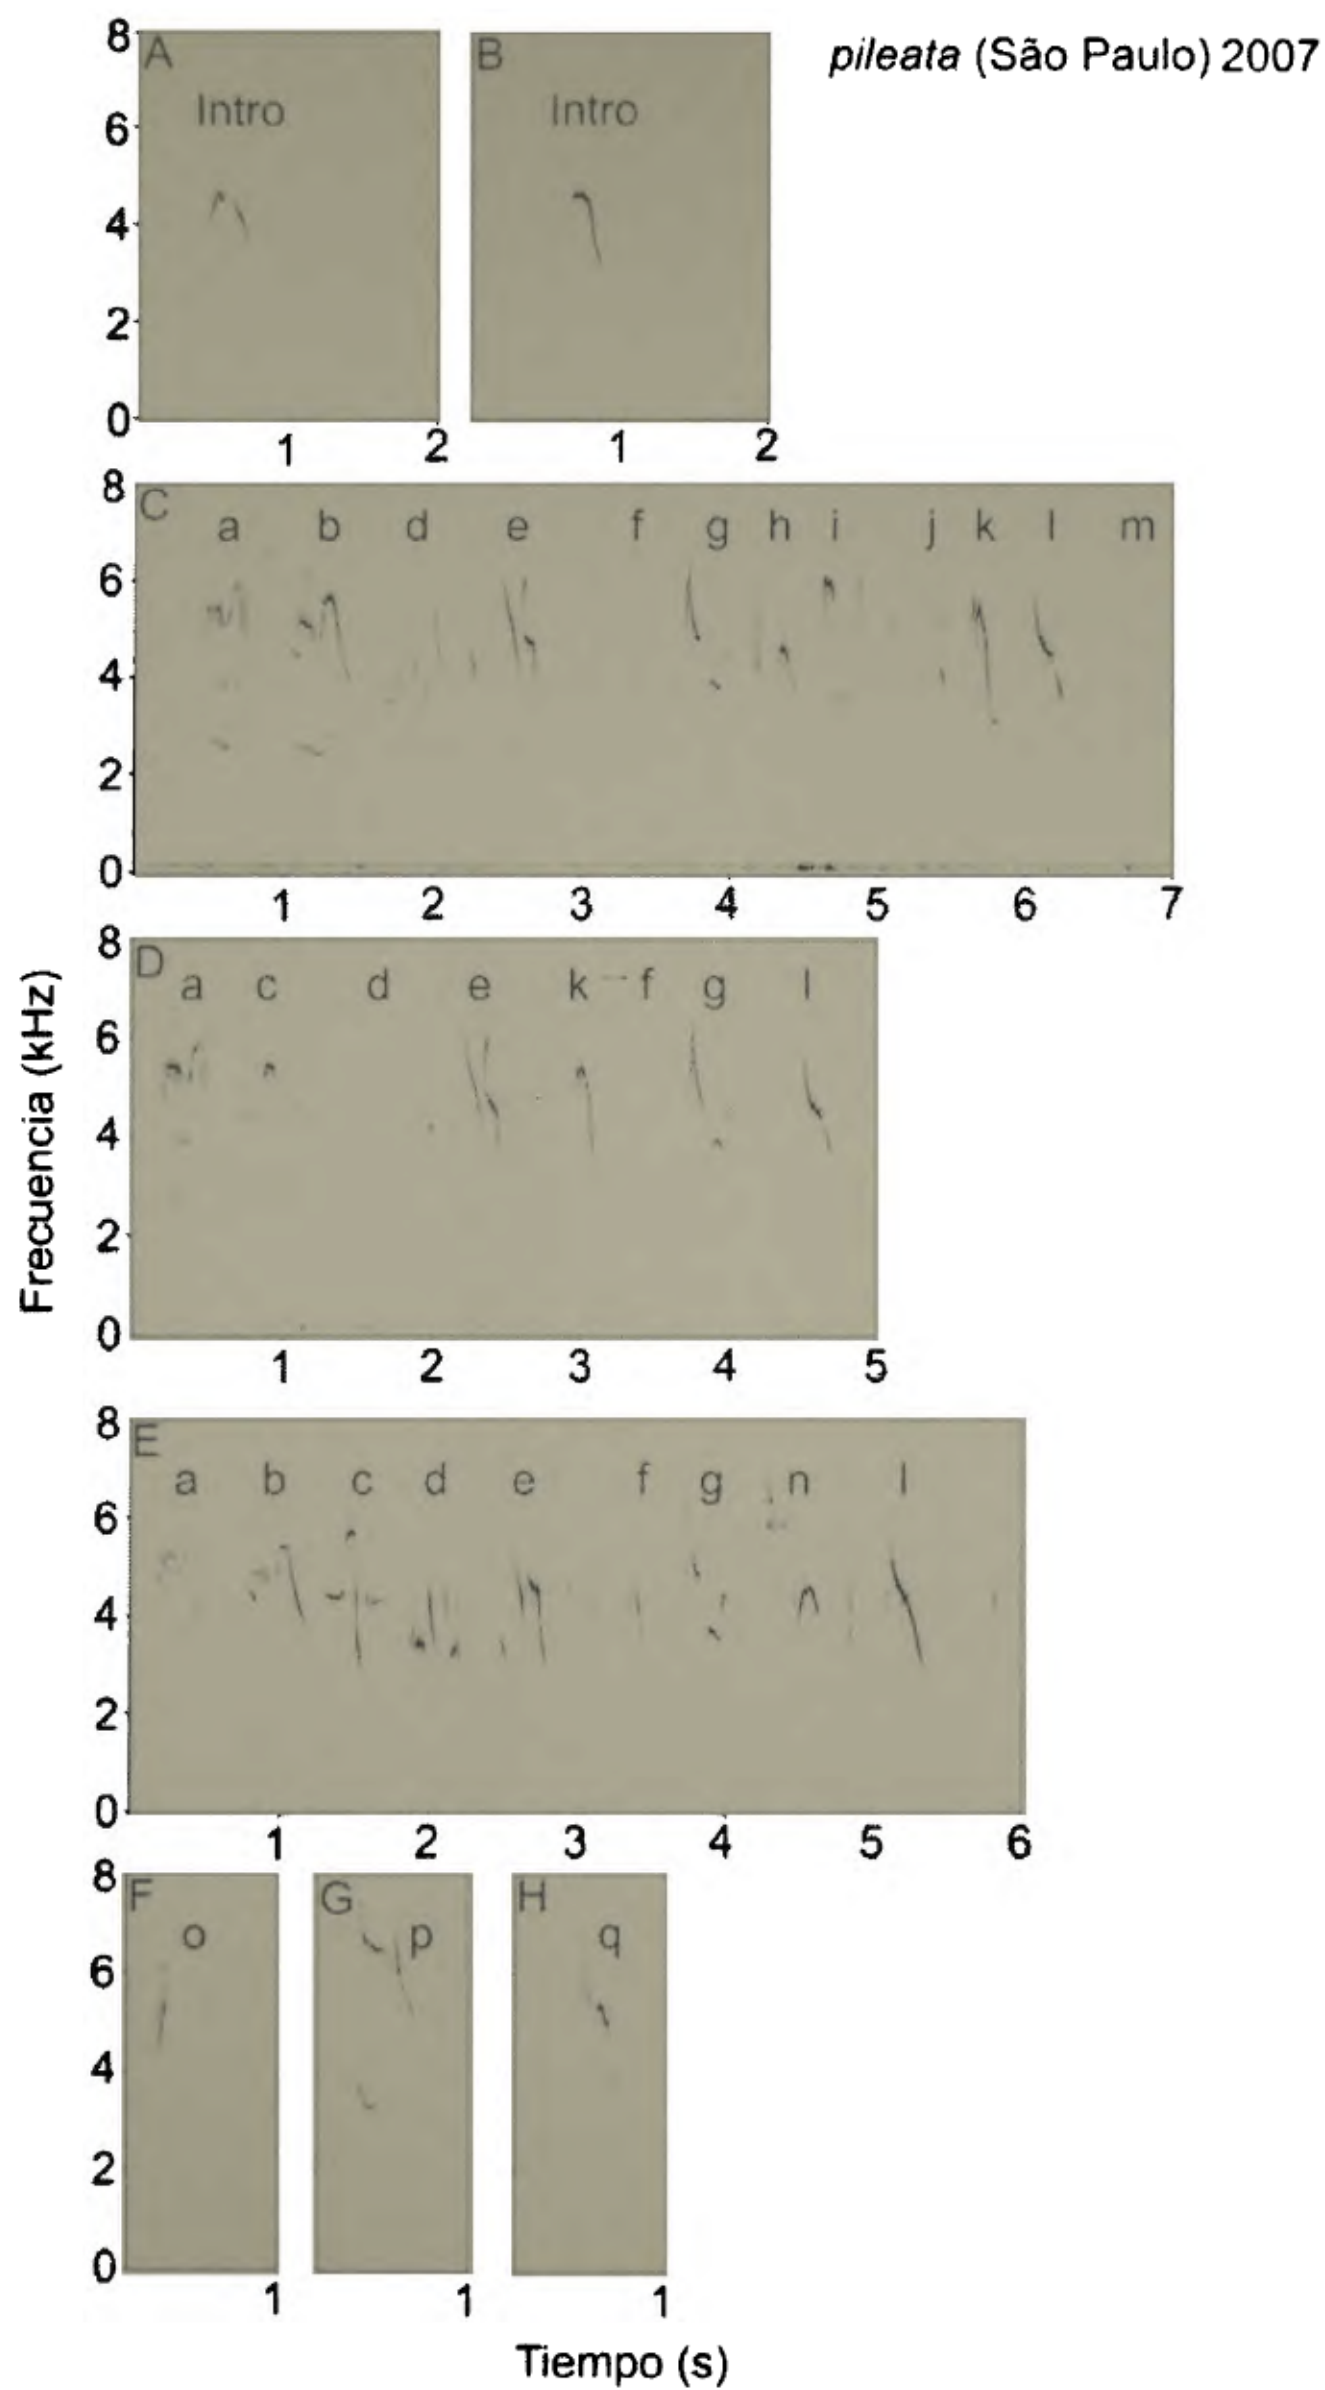 pileata (São Paulo) 2007
8 A B
Intro Intro
6
4
2
0
1 2 1 2
8 C
a b d e f g h i j k l m
6
4
2
0
1 2 3 4 5 6 7
Frecuencia (kHz)
8 D
a c d e k f g l
6
4
2
0
1 2 3 4 5
8 E
a b c d e f g n l
6
4
2
0
1 2 3 4 5 6
8 F G H
o p q
6
4
2
0
1 1 1
Tiempo (s)